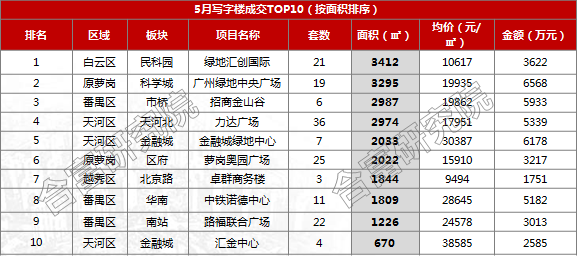 5月写字楼成交TOP10（按面积排序）
排名 区域 板块 项目名称 套数 面积（㎡） 均价（元/㎡） 金额（万元）
1 白云区 民科园 绿地汇创国际 21 3412 10617 3622
2 原萝岗 科学城 广州绿地中央广场 19 3295 19935 6568
3 番禺区 市桥 招商金山谷 6 2987 19862 5933
4 天河区 天河北 力达广场 36 2974 17951 5339
5 天河区 金融城 金融城绿地中心 7 2033 30387 6178
6 原萝岗 区府 萝岗奥园广场 25 2022 15910 3217
7 越秀区 北京路 卓群商务楼 3 1844 9494 1751
8 番禺区 华南 中铁诺德中心 11 1809 28645 5182
9 番禺区 南站 路福联合广场 22 1226 24578 3013
10 天河区 金融城 汇金中心 4 670 38585 2585
合富研究院
合富研究院